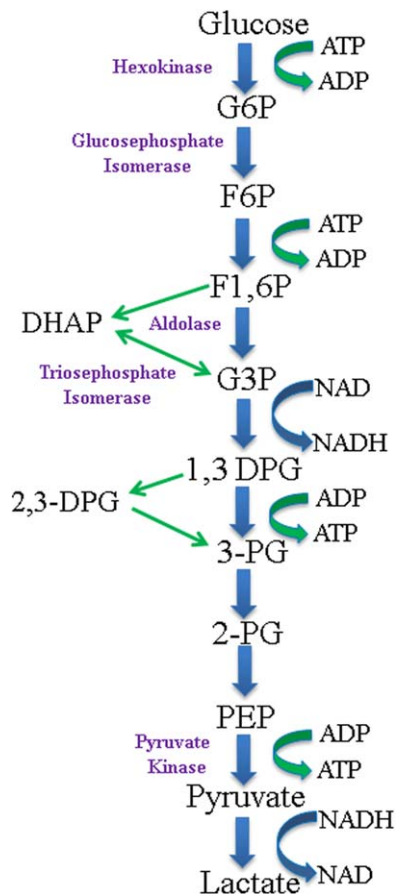 Glucose
ATP
Hexokinase
ADP
G6P
Glucosephosphate
Isomerase
F6P
ATP
ADP
F1,6P
DHAP
Aldolase
Triosephosphate
Isomerase
G3P
NAD
NADH
1,3 DPG
2,3-DPG
ADP
ATP
3-PG
2-PG
PEP
ADP
Pyruvate
Kinase
ATP
Pyruvate
NADH
NAD
Lactate